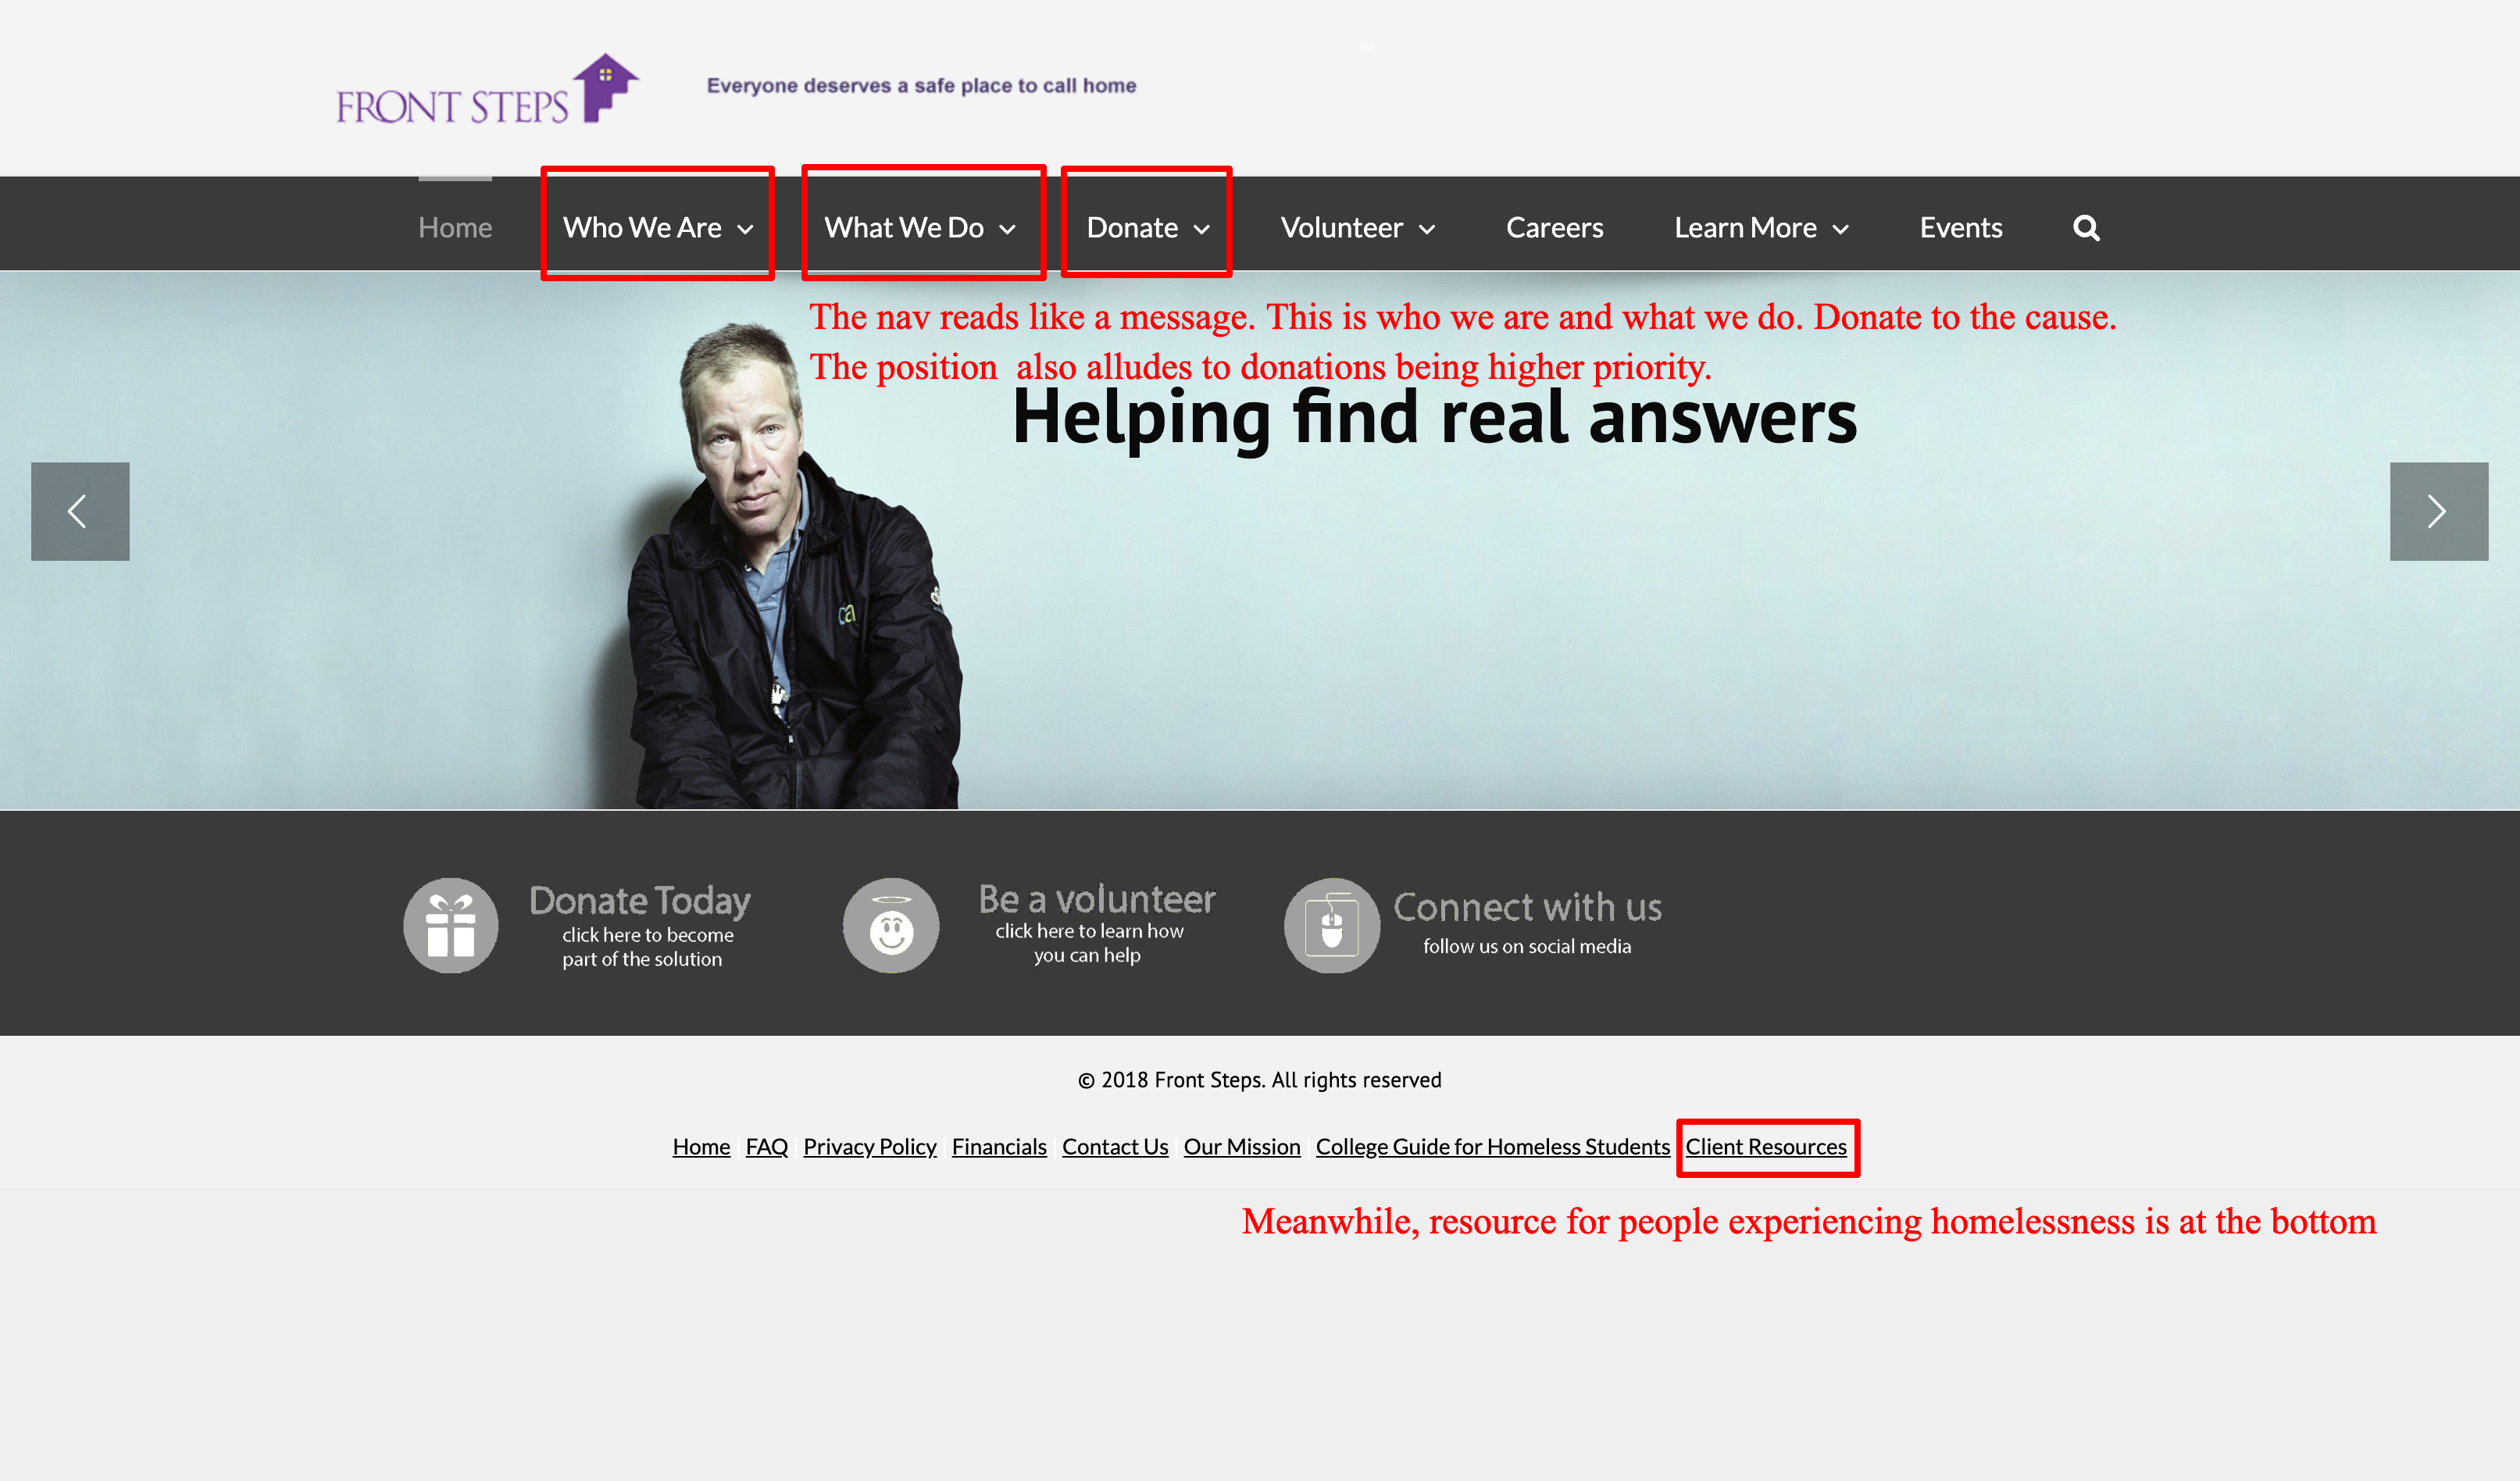 FRONT STEPS
Everyone deserves a safe place to call home
Home Who We Are What We Do Donate Volunteer Careers Learn More Events
The nav reads like a message. This is who we are and what we do. Donate to the cause.
The position also alludes to donations being higher priority.
Helping find real answers
ca
Donate Today
click here to become
part of the solution
Be a volunteer
click here to learn how
you can help
Connect with us
follow us on social media
© 2018 Front Steps. All rights reserved
Home FAQ Privacy Policy Financials Contact Us Our Mission College Guide for Homeless Students Client Resources
Meanwhile, resource for people experiencing homelessness is at the bottom